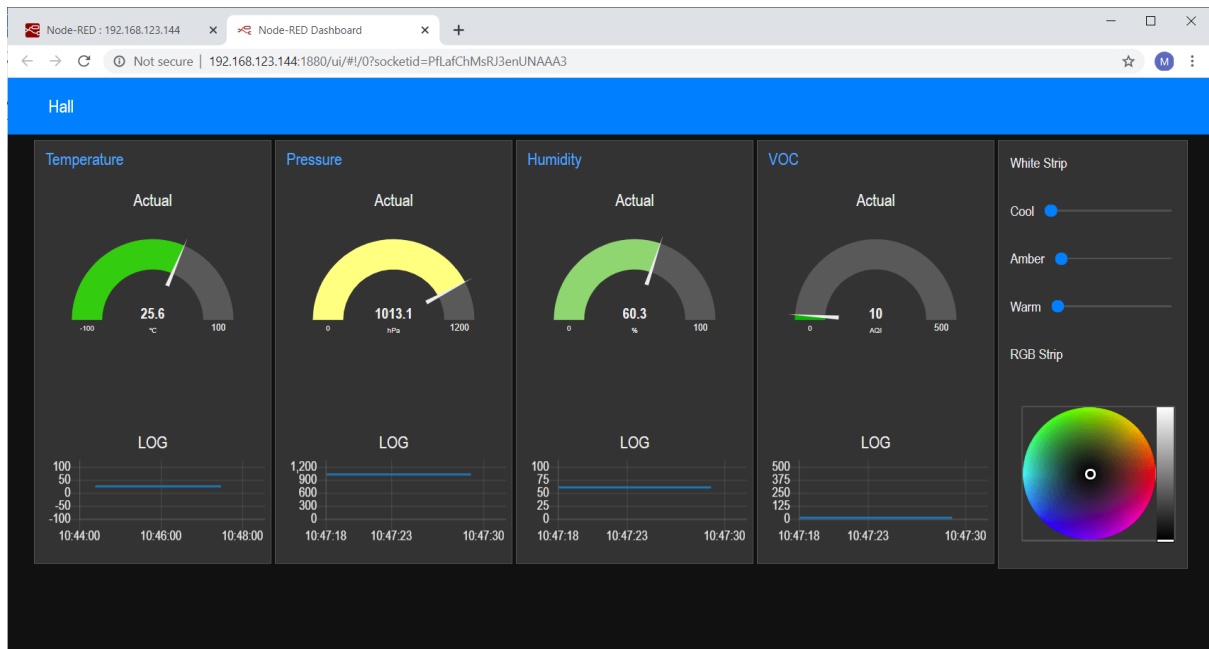 Node-RED : 192.168.123.144
Node-RED Dashboard
Not secure | 192.168.123.144:1880/ui/#!/0?socketid=PfLafChMsRJ3enUNAAA3
M
Hall
Temperature
Actual
25.6
°C
-100
100
LOG
100
50
0
-50
-100
10:44:00 10:46:00 10:48:00
Pressure
Actual
1013.1
hPa
0
1200
LOG
1,200
900
600
300
0
10:47:18 10:47:23 10:47:30
Humidity
Actual
60.3
%
0
100
LOG
100
75
50
25
0
10:47:18 10:47:23 10:47:30
VOC
Actual
10
AQI
0
500
LOG
500
375
250
125
0
10:47:18 10:47:23 10:47:30
White Strip
Cool
Amber
Warm
RGB Strip